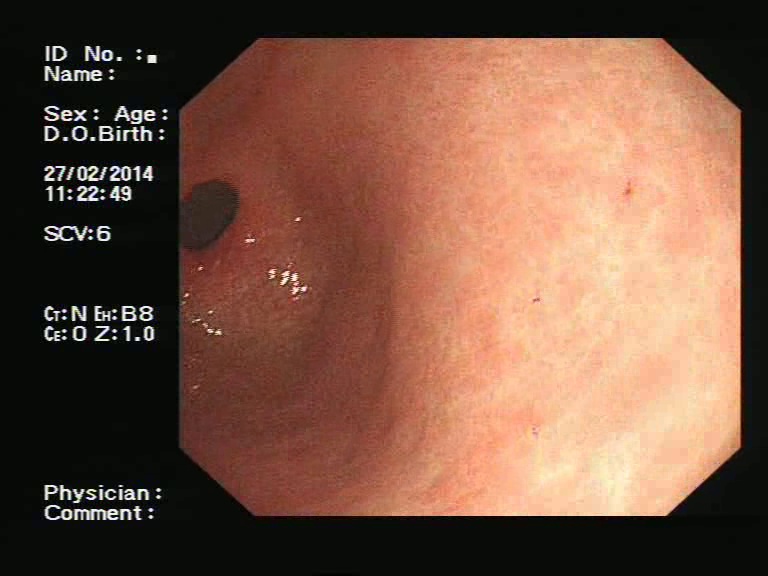 ID No. :
Name:
Sex: Age:
D.O.Birth:
27/02/2014
11:22:49
SCV:6
CT:N EH:B8
CE:0 Z:1.0
Physician:
Comment: